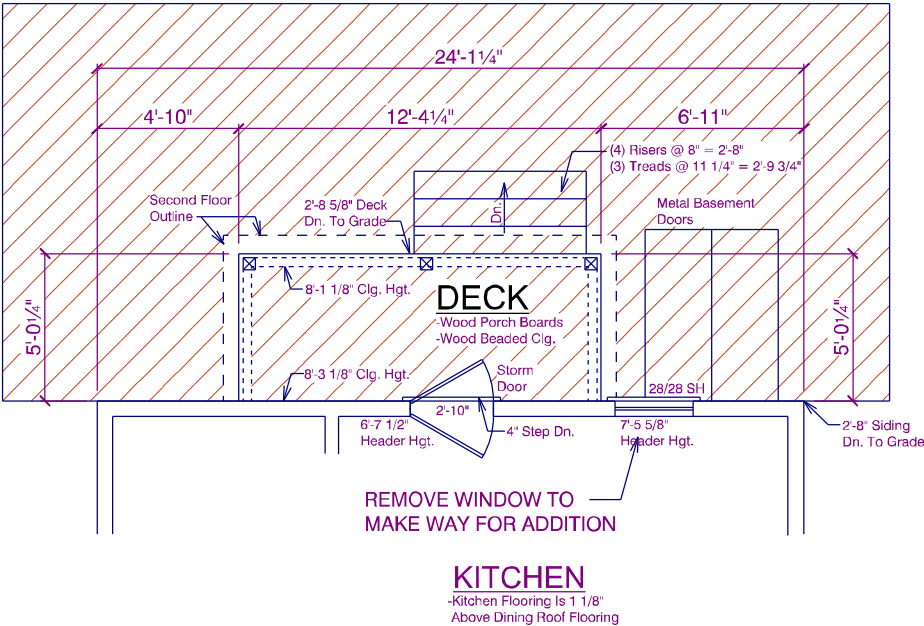 24'-1¼"
4'-10"
12'-4¼"
6'-11"
(4) Risers @ 8" = 2'-8"
(3) Treads @ 11 1/4" = 2'-9 3/4"
Second Floor
Outline
2'-8 5/8" Deck
Dn. To Grade
Dn.
Metal Basement
Doors
5'-0¼"
8'-1 1/8" Clg. Hgt.
DECK
-Wood Porch Boards
-Wood Beaded Clg.
5'-0¼"
8'-3 1/8" Clg. Hgt.
Storm
Door
28/28 SH
2'-10"
6'-7 1/2"
Header Hgt.
4" Step Dn.
7'-5 5/8"
Header Hgt.
2'-8" Siding
Dn. To Grade
REMOVE WINDOW TO
MAKE WAY FOR ADDITION
KITCHEN
-Kitchen Flooring Is 1 1/8"
Above Dining Roof Flooring